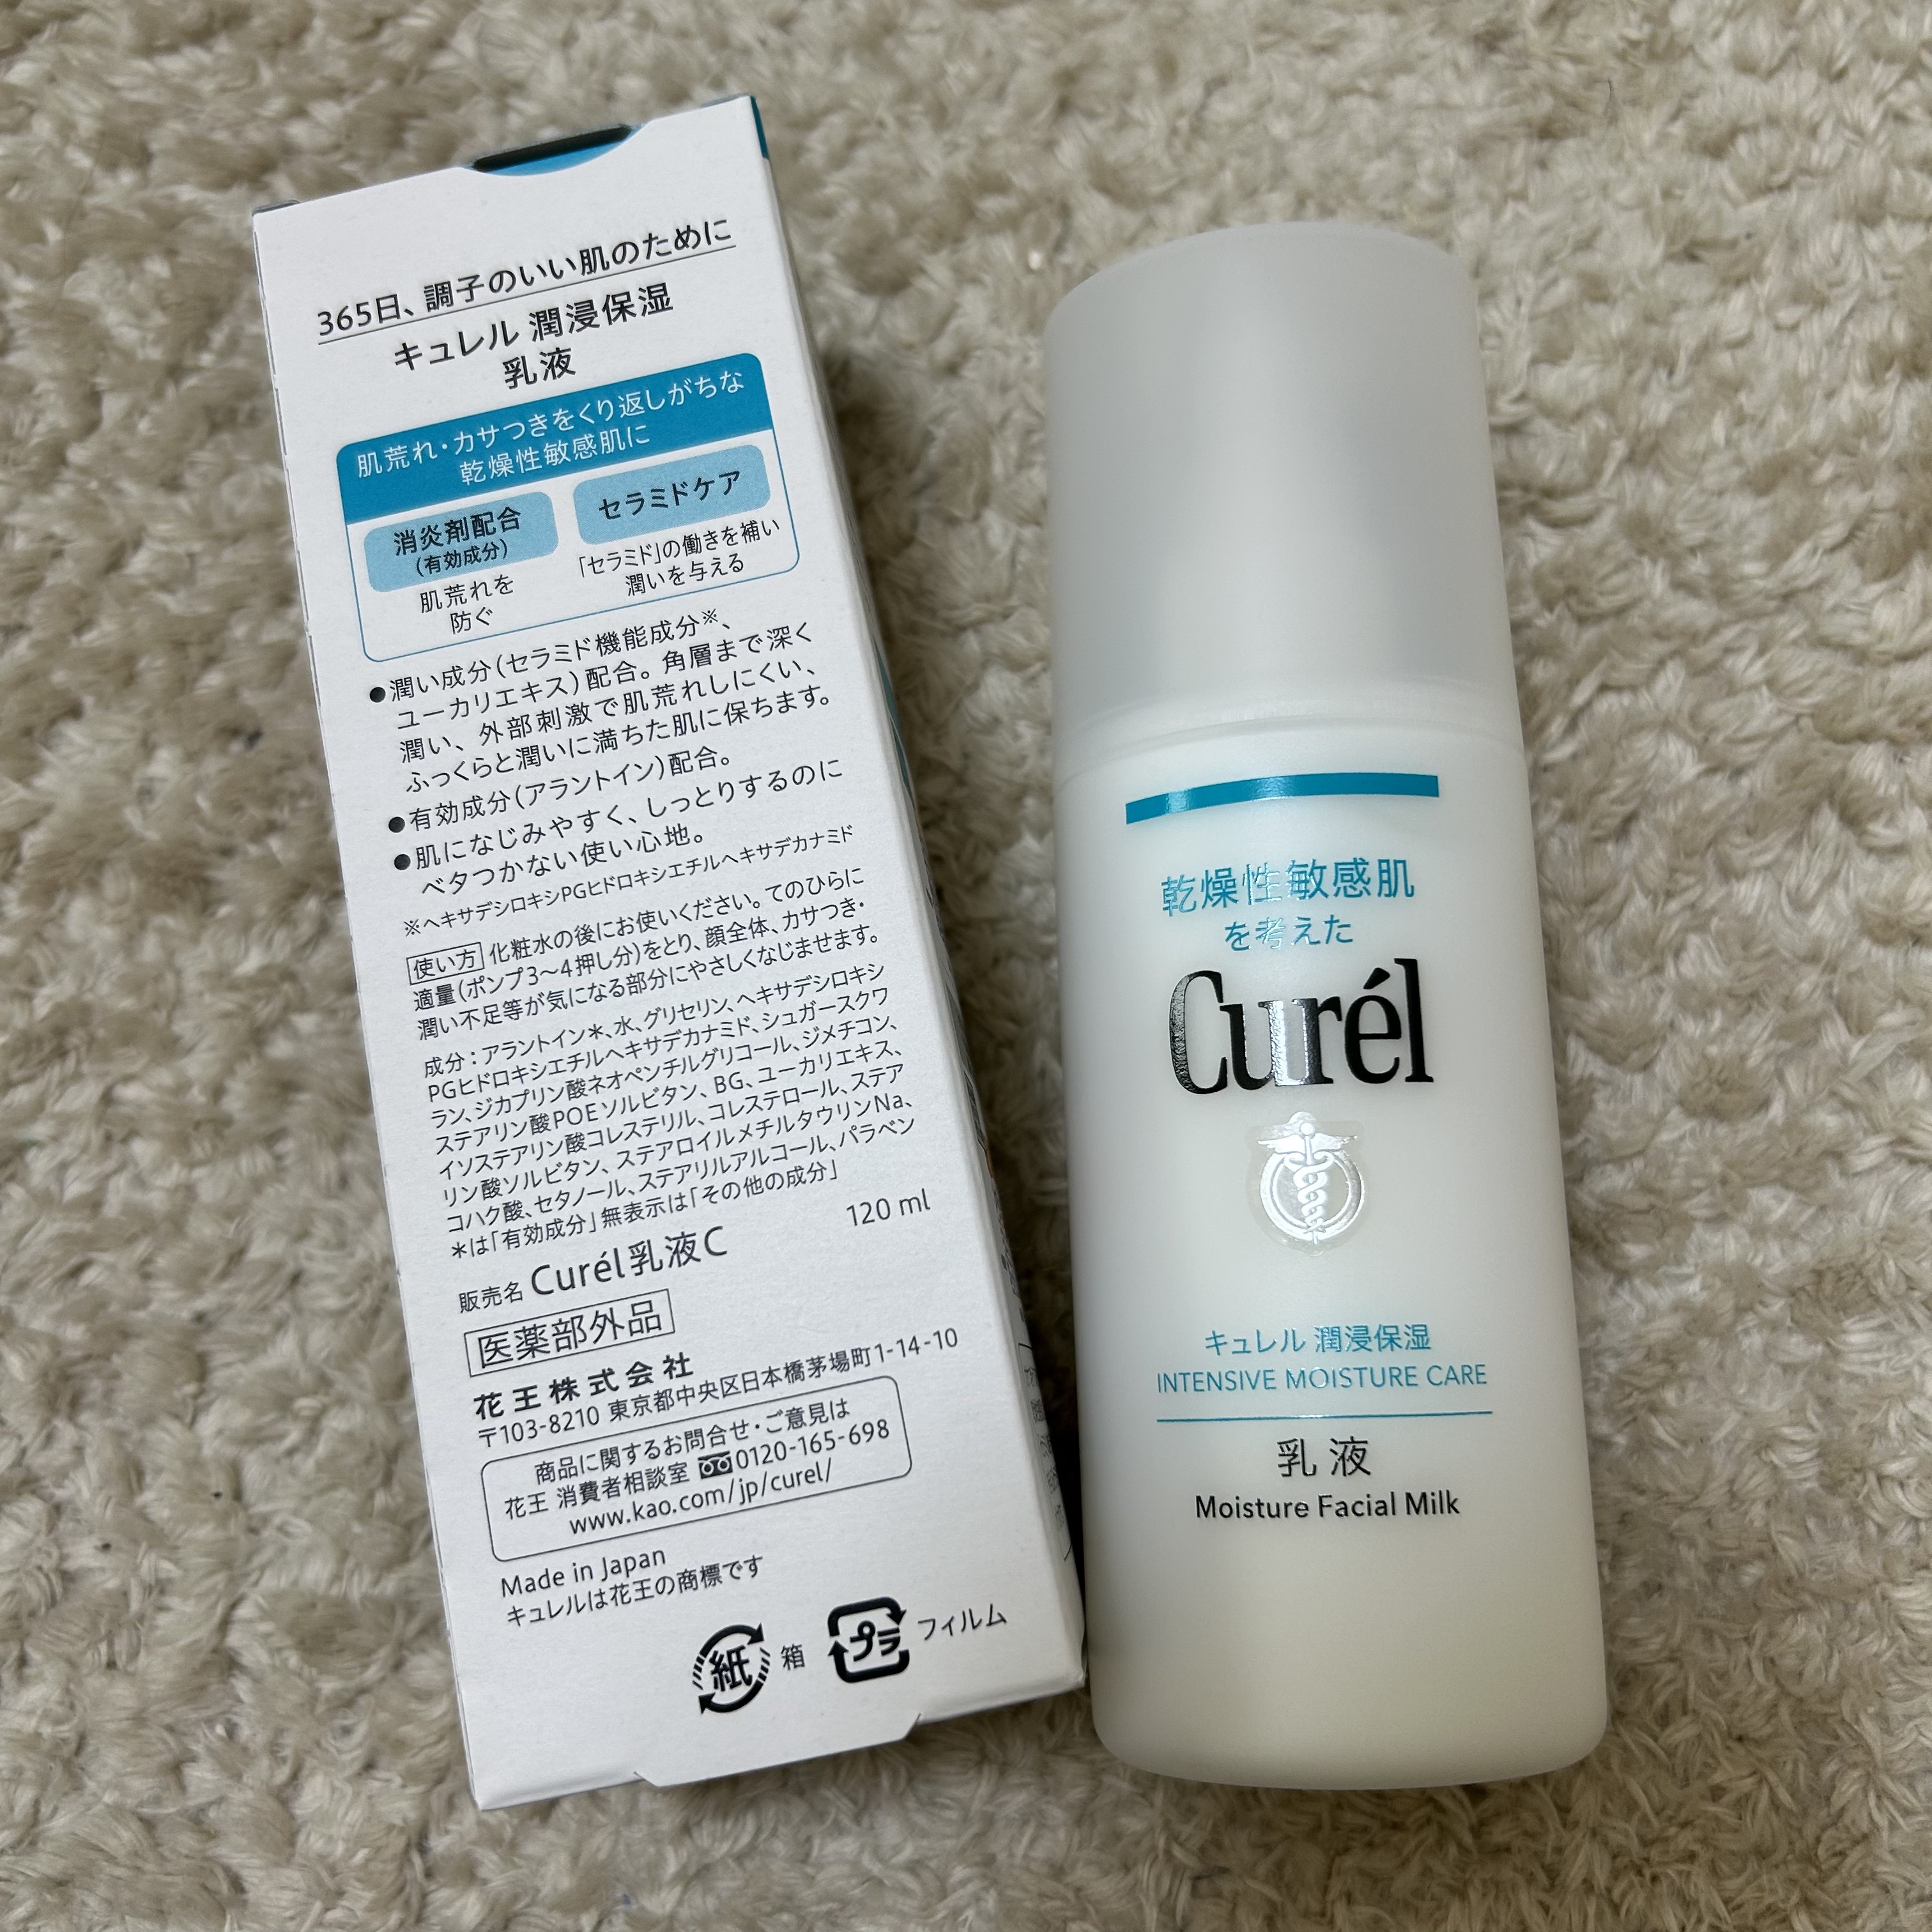 365日、調子のいい肌のために
キュレル 潤浸保湿
乳液
肌荒れ・カサつきをくり返しがちな
乾燥性敏感肌に
消炎剤配合
(有効成分)
肌荒れを
防ぐ
セラミドケア
「セラミド」の働きを補い
潤いを与える
●潤い成分(セラミド機能成分※、
ユーカリエキス)配合。角層まで深く
潤い、外部刺激で肌荒れしにくい、
ふっくらと潤いに満ちた肌に保ちます。
●有効成分(アラントイン)配合。
●肌になじみやすく、しっとりするのに
ベタつかない使い心地。
※ヘキサデシロキシPGヒドロキシエチルヘキサデカナミド
使い方 化粧水の後にお使いください。てのひらに
適量(ポンプ3〜4押し分)をとり、顔全体、カサつき・
潤い不足等が気になる部分にやさしくなじませます。
成分:アラントイン*、水、グリセリン、ヘキサデシロキシ
PGヒドロキシエチルヘキサデカナミド、シュガースクワ
ラン、ジカプリン酸ネオペンチルグリコール、ジメチコン、
ステアリン酸POEソルビタン、BG、ユーカリエキス、
イソステアリン酸コレステリル、コレステロール、ステア
リン酸ソルビタン、ステアロイルメチルタウリンNa、
コハク酸、セタノール、ステアリルアルコール、パラベン
*は「有効成分」無表示は「その他の成分」
120 ml
販売名 Curél乳液C
医薬部外品
花王株式会社
〒103-8210 東京都中央区日本橋茅場町1-14-10
商品に関するお問合せ・ご意見は
花王 消費者相談室 0120-165-698
www.kao.com/jp/curel/
Made in Japan
キュレルは花王の商標です
紙 箱 プラ フィルム
乾燥性敏感肌
を考えた
Curél
キュレル 潤浸保湿
INTENSIVE MOISTURE CARE
乳液
Moisture Facial Milk